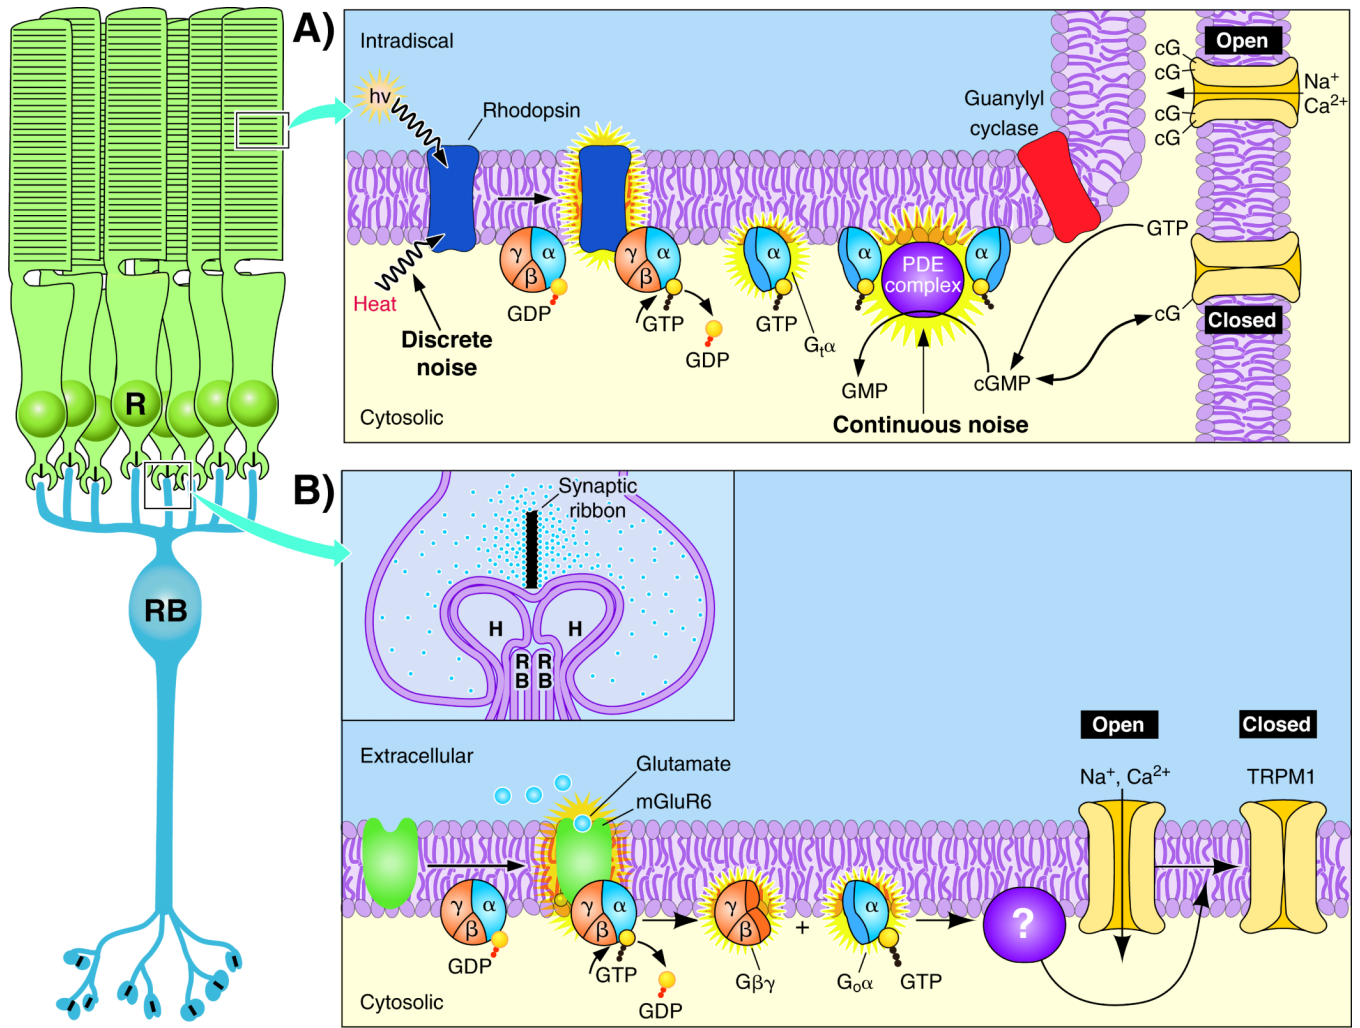 A)
Intradiscal
hν
Rhodopsin
Guanylyl
cyclase
Open
cG
cG
cG
cG
Na+
Ca2+
γ
β
α
GDP
γ
β
α
GTP
GDP
α
GTP
Gtα
α
PDE
complex
α
GTP
cG
Closed
Heat
Discrete
noise
GMP
cGMP
Continuous noise
Cytosolic
R
RB
B)
Synaptic
ribbon
H
H
R
B
R
B
Extracellular
Glutamate
mGluR6
Open
Closed
Na+, Ca2+
TRPM1
γ
β
α
GDP
γ
β
α
GTP
GDP
γ
β
Gβγ
+
α
Goα
GTP
?
Cytosolic